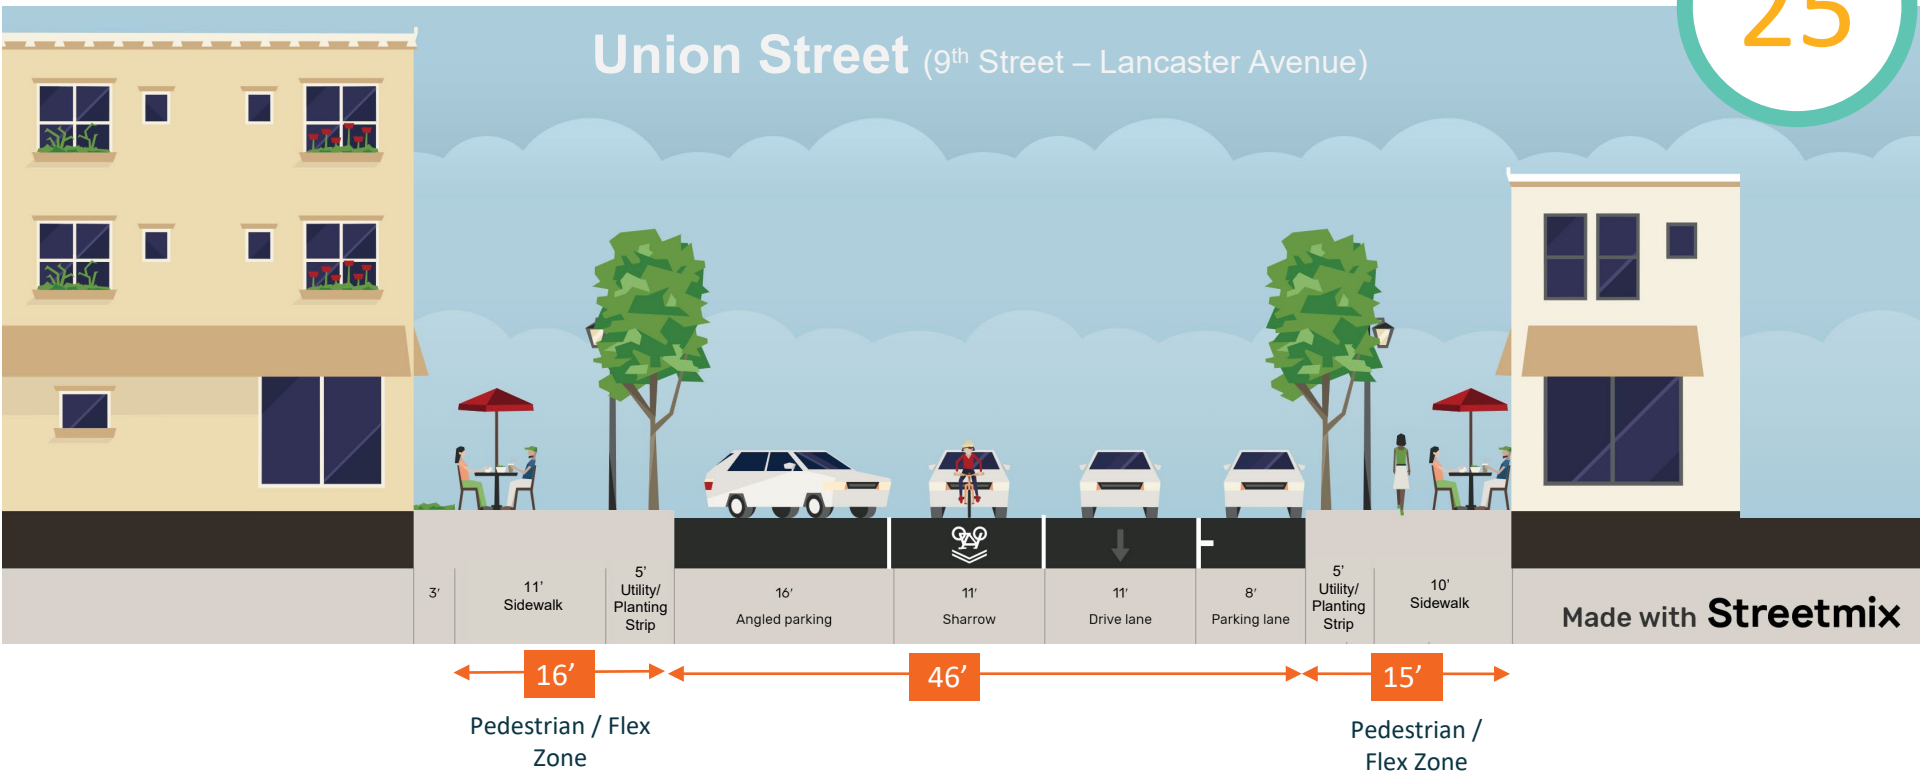 25
Union Street (9th Street – Lancaster Avenue)
3'
11'
Sidewalk
5'
Utility/
Planting
Strip
16'
Angled parking
11'
Sharrow
11'
Drive lane
8'
Parking lane
5'
Utility/
Planting
Strip
10'
Sidewalk
Made with Streetmix
16'
46'
15'
Pedestrian / Flex
Zone
Pedestrian /
Flex Zone